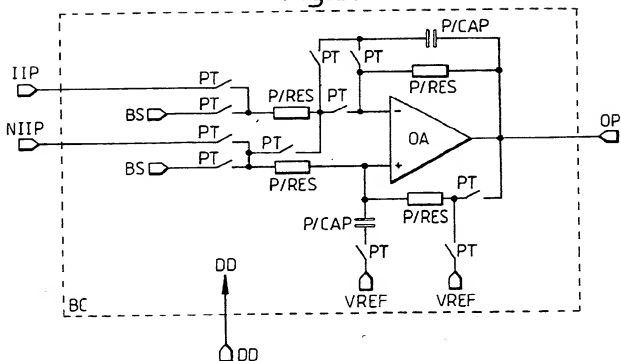 P/CAP
IIP
PT
PT
PT
P/RES
PT
BS
P/RES
PT
NIIP
PT
PT
OA
OP
BS
PT
P/RES
PT
P/RES
P/CAP
PT
PT
DD
VREF
VREF
BC
DD